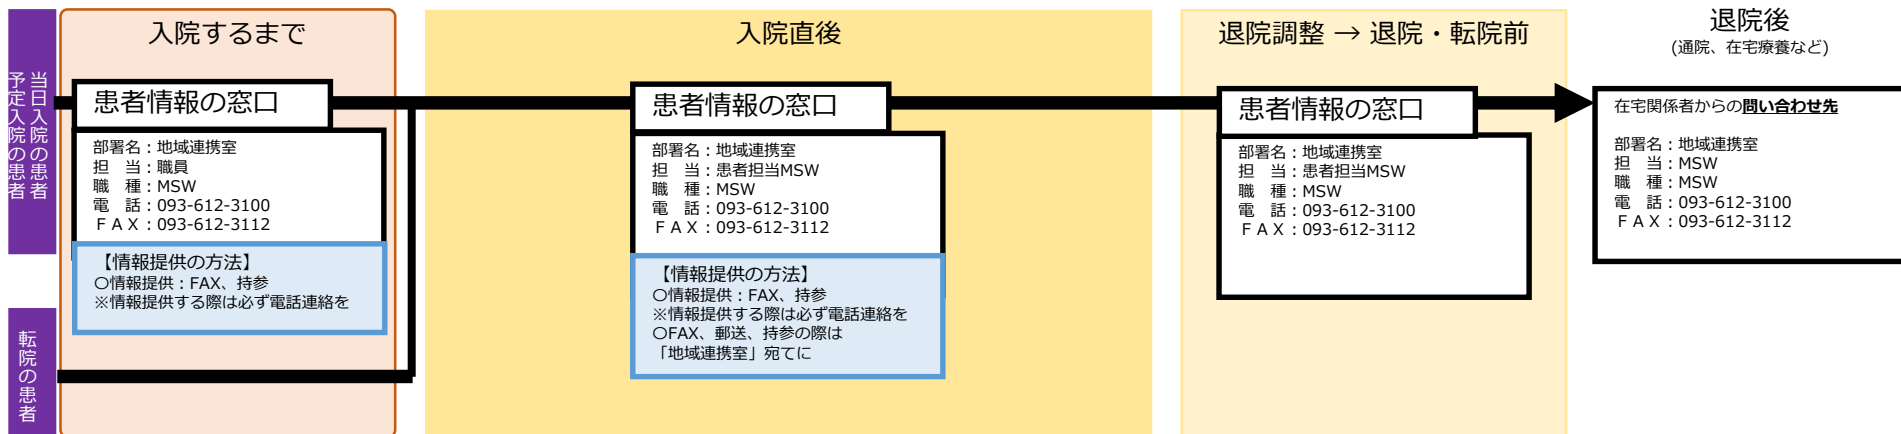 当日入院の患者
予定入院の患者
転院の患者
入院するまで
患者情報の窓口
部署名：地域連携室
担　当：職員
職　種：MSW
電　話：093-612-3100
ＦＡＸ：093-612-3112
【情報提供の方法】
〇情報提供：FAX、持参
※情報提供する際は必ず電話連絡を
入院直後
患者情報の窓口
部署名：地域連携室
担　当：患者担当MSW
職　種：MSW
電　話：093-612-3100
ＦＡＸ：093-612-3112
【情報提供の方法】
〇情報提供：FAX、持参
※情報提供する際は必ず電話連絡を
〇FAX、郵送、持参の際は
「地域連携室」宛てに
退院調整 → 退院・転院前
患者情報の窓口
部署名：地域連携室
担　当：患者担当MSW
職　種：MSW
電　話：093-612-3100
ＦＡＸ：093-612-3112
退院後
(通院、在宅療養など)
在宅関係者からの問い合わせ先
部署名：地域連携室
担　当：MSW
職　種：MSW
電　話：093-612-3100
ＦＡＸ：093-612-3112